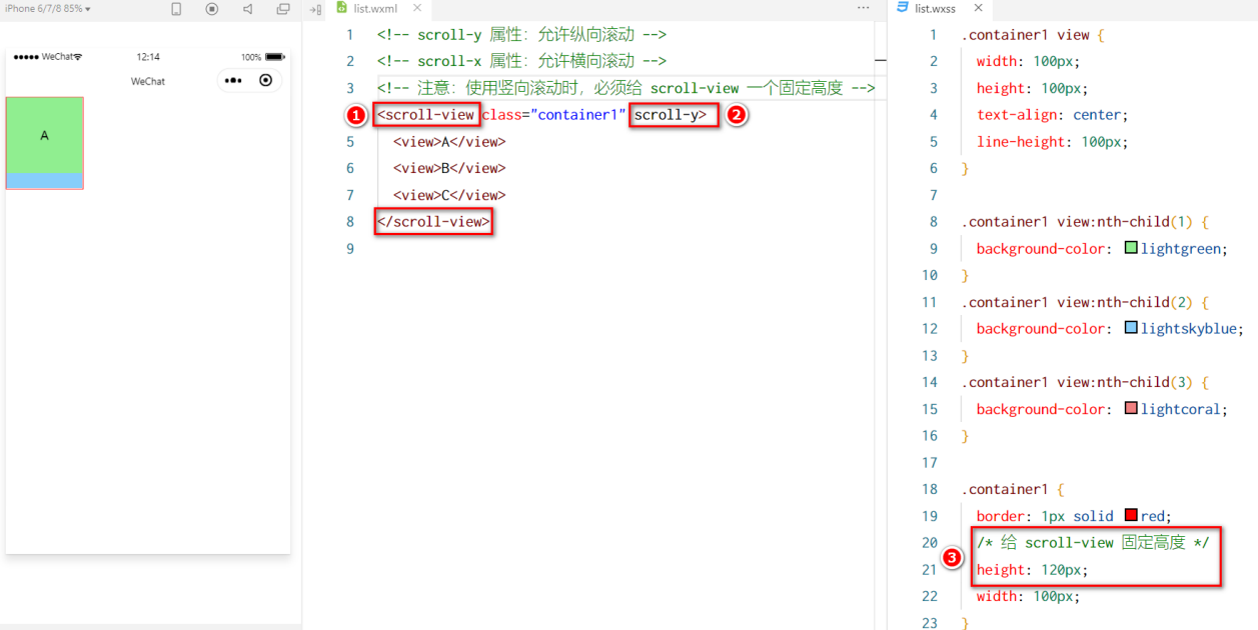 iPhone 6/7/8 85%
WeChat
12:14
100%
WeChat
A
list.wxml
1 <!-- scroll-y 属性：允许纵向滚动 -->
2 <!-- scroll-x 属性：允许横向滚动 -->
3 <!-- 注意：使用竖向滚动时，必须给 scroll-view 一个固定高度 -->
1 <scroll-view class="container1" scroll-y> 2
5 <view>A</view>
6 <view>B</view>
7 <view>C</view>
8 </scroll-view>
9
list.wxss
1 .container1 view {
2 width: 100px;
3 height: 100px;
4 text-align: center;
5 line-height: 100px;
6 }
7
8 .container1 view:nth-child(1) {
9 background-color: lightgreen;
10 }
11 .container1 view:nth-child(2) {
12 background-color: lightskyblue;
13 }
14 .container1 view:nth-child(3) {
15 background-color: lightcoral;
16 }
17
18 .container1 {
19 border: 1px solid red;
20 /* 给 scroll-view 固定高度 */
3
21 height: 120px;
22 width: 100px;
23 }